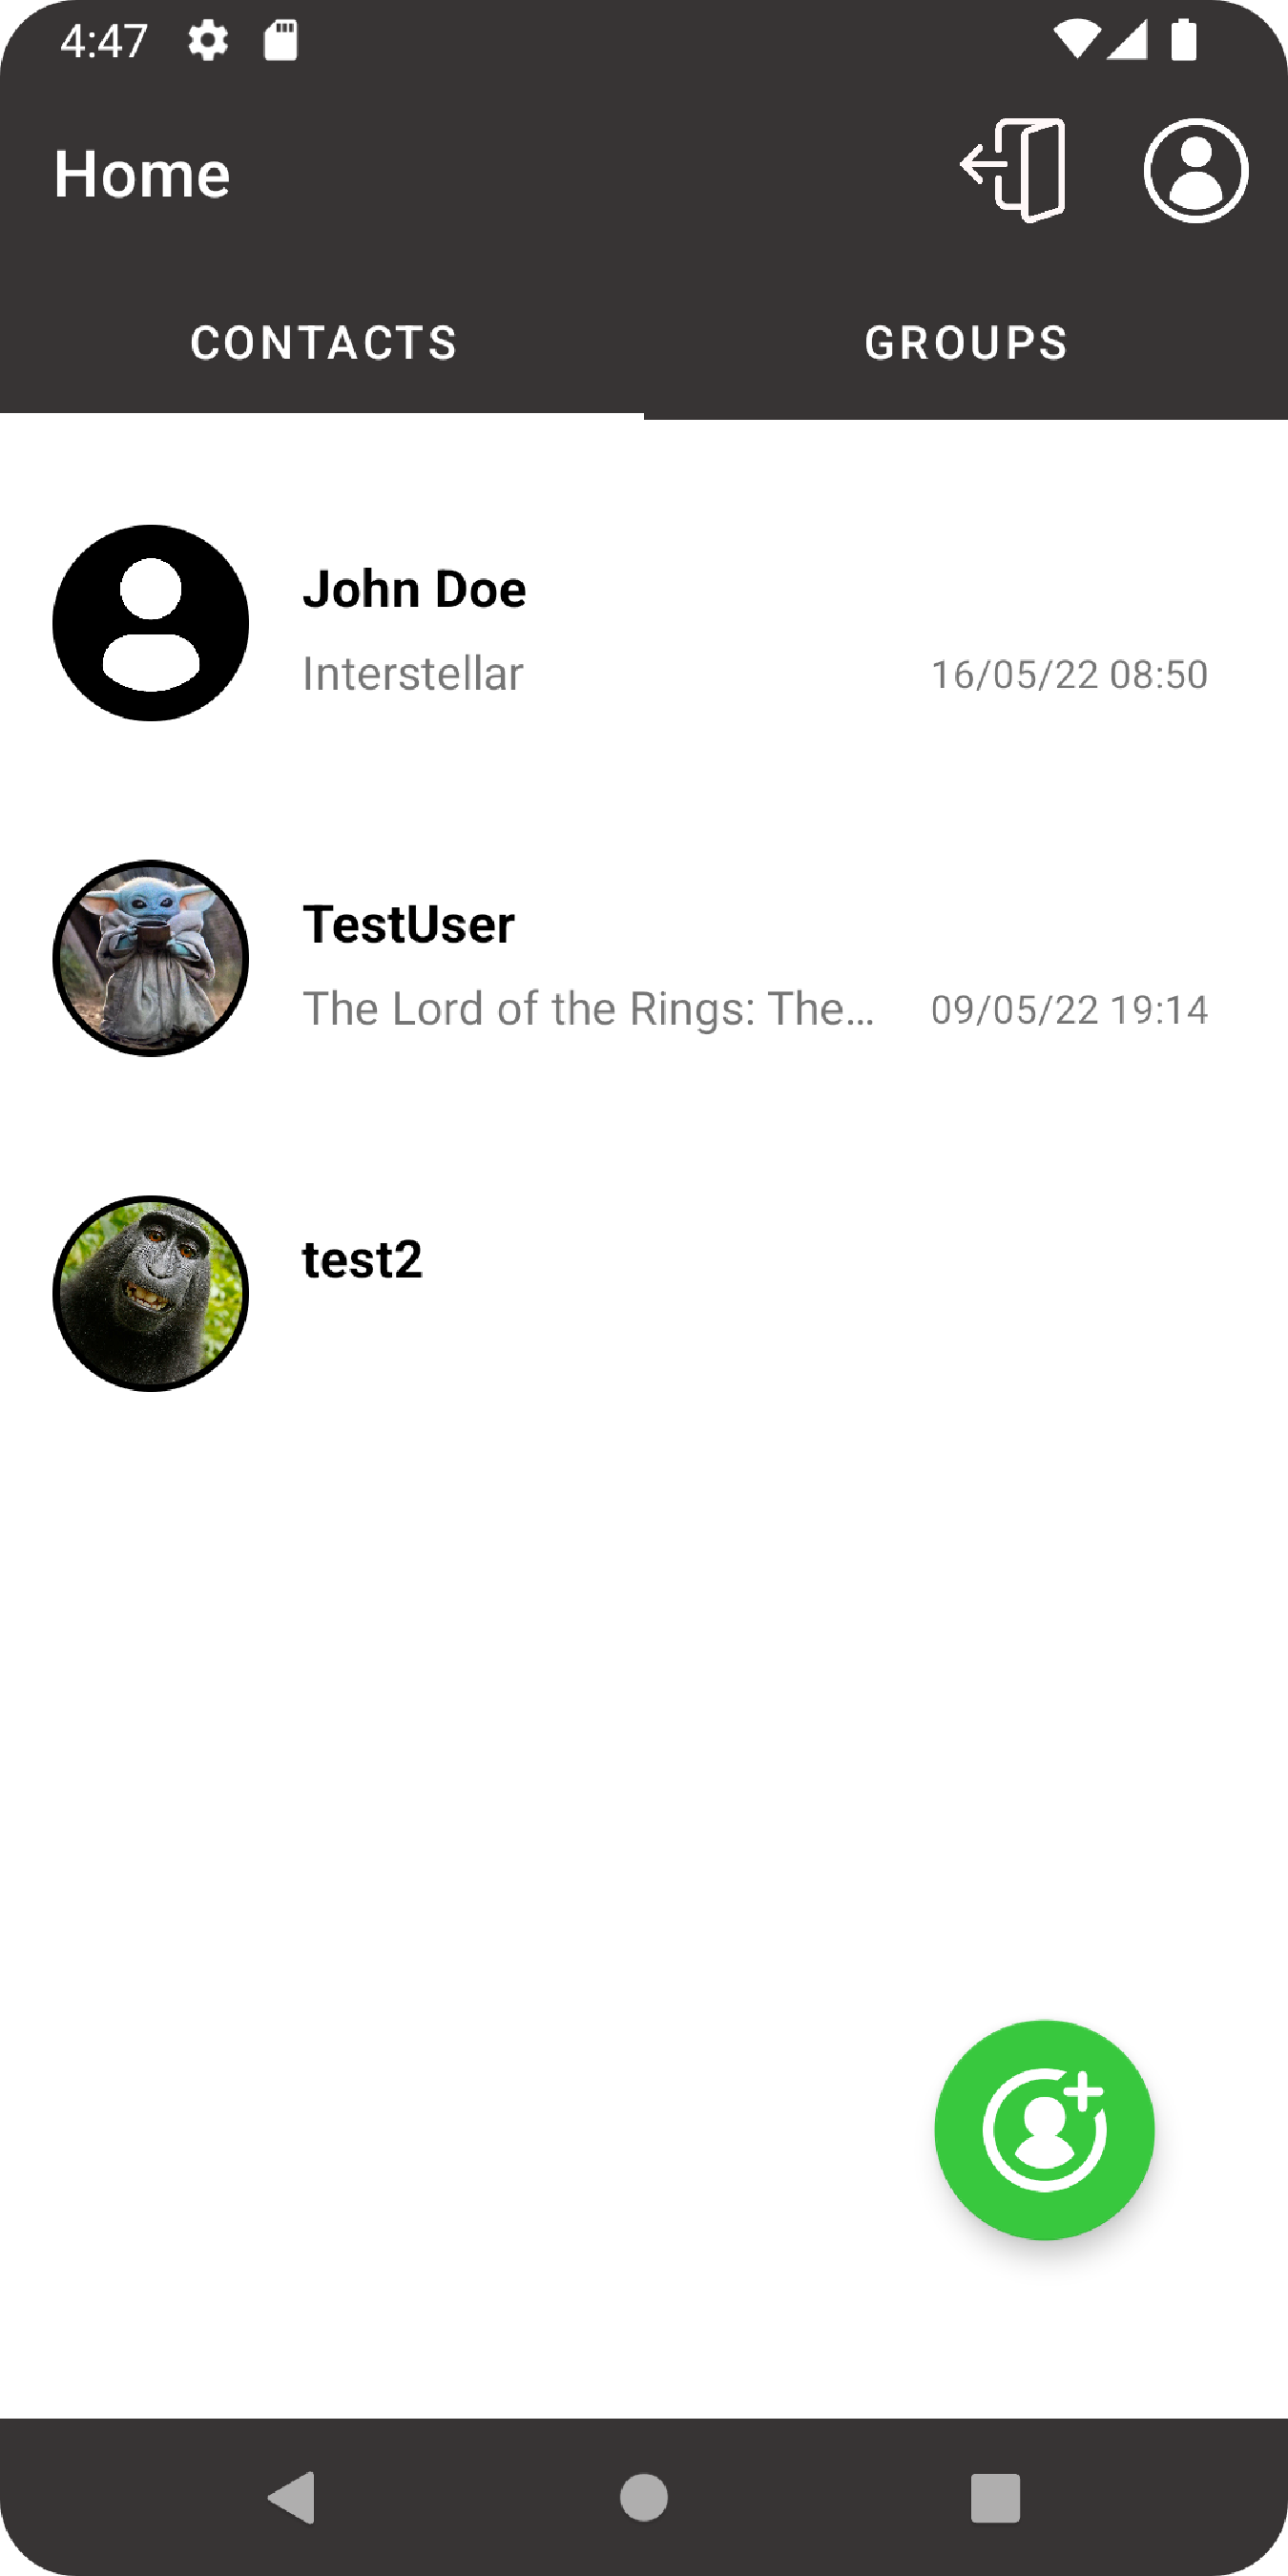 4:47
Home
CONTACTS GROUPS
John Doe
Interstellar 16/05/22 08:50
TestUser
The Lord of the Rings: The... 09/05/22 19:14
test2